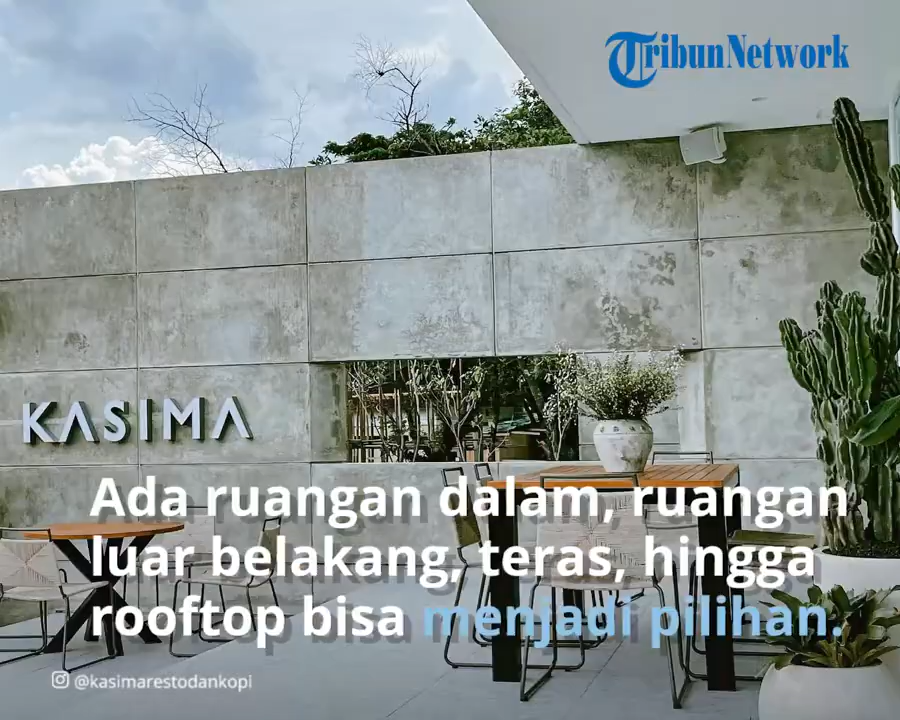 TribunNetwork
KASIMA
Ada ruangan dalam, ruangan
luar belakang, teras, hingga
rooftop bisa menjadi pilihan.
@kasimarestodankopi